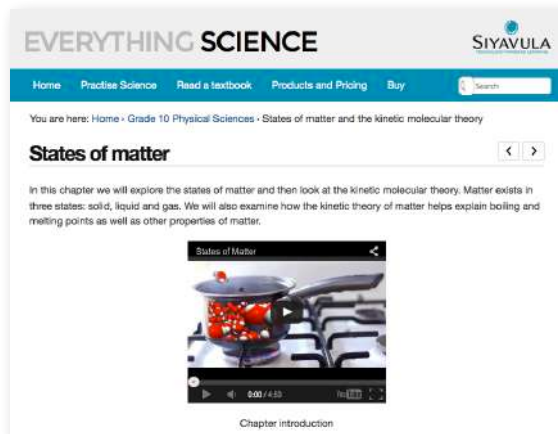 EVERYTHING SCIENCE
SIYAVULA
TECHNOLOGY-POWERED LEARNING
Home Practise Science Read a textbook Products and Pricing Buy Search
You are here: Home › Grade 10 Physical Sciences › States of matter and the kinetic molecular theory
States of matter
In this chapter we will explore the states of matter and then look at the kinetic molecular theory. Matter exists in
three states: solid, liquid and gas. We will also examine how the kinetic theory of matter helps explain boiling and
melting points as well as other properties of matter.
States of Matter
0:00 / 4:53
YouTube
Chapter introduction